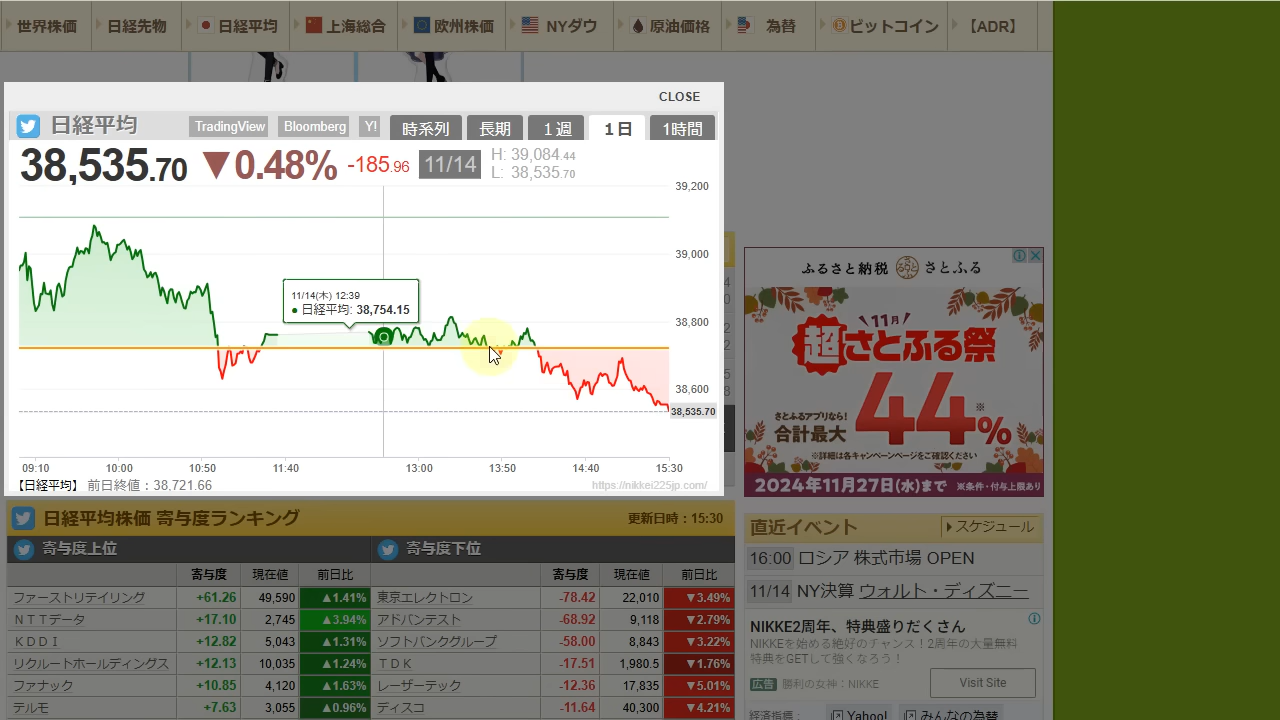 世界株価
日経先物
日経平均
上海総合
欧州株価
NYダウ
原油価格
為替
ビットコイン
【ADR】
CLOSE
日経平均
TradingView
Bloomberg
Y!
時系列
長期
1週
1日
1時間
38,535.70 ▼0.48% -185.96 11/14
H: 39,084.44
L: 38,535.70
39,200
39,000
38,800
38,600
38,535.70
11/14(木) 12:39
● 日経平均: 38,754.15
09:10 10:00 10:50 11:40 13:00 13:50 14:40 15:30
【日経平均】 前日終値：38,721.66
https://nikkei225jp.com/
日経平均株価 寄与度ランキング
更新日時：15:30
寄与度上位
寄与度下位
寄与度 現在値 前日比 寄与度 現在値 前日比
ファーストリテイリング +61.26 49,590 ▲1.41% 東京エレクトロン -78.42 22,010 ▼3.49%
ＮＴＴデータ +17.10 2,745 ▲3.94% アドバンテスト -68.92 9,118 ▼2.79%
ＫＤＤＩ +12.82 5,043 ▲1.31% ソフトバンクグループ -58.00 8,843 ▼3.22%
リクルートホールディングス +12.13 10,035 ▲1.24% ＴＤＫ -17.51 1,980.5 ▼1.76%
ファナック +10.85 4,120 ▲1.63% レーザーテック -12.36 17,835 ▼5.01%
テルモ +7.63 3,055 ▲0.96% ディスコ -11.64 40,300 ▼4.21%
ふるさと納税 さとふる
11月
超さとふる祭
さとふるアプリなら!
合計最大
44%
※
※詳細は各キャンペーンページをご確認ください
2024年11月27日(水)まで ※条件・付与上限あり
直近イベント
スケジュール
16:00 ロシア 株式市場 OPEN
11/14 NY決算 ウォルト・ディズニー
NIKKE2周年、特典盛りだくさん
NIKKEを始める絶好のチャンス！2周年の大量無料
特典をGETして強くなろう！
広告 勝利の女神：NIKKE
Visit Site
経済指標：
Yahoo!
みんなの為替